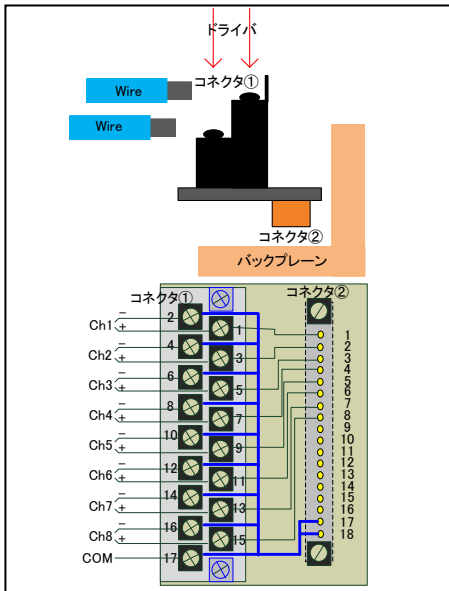 ドライバ
コネクタ①
Wire
Wire
コネクタ②
バックプレーン
コネクタ①
コネクタ②
Ch1 − +
Ch2 − +
Ch3 − +
Ch4 − +
Ch5 − +
Ch6 − +
Ch7 − +
Ch8 − +
COM
2
1
4
3
6
5
8
7
10
9
12
11
14
13
16
15
17
1
2
3
4
5
6
7
8
9
10
11
12
13
14
15
16
17
18